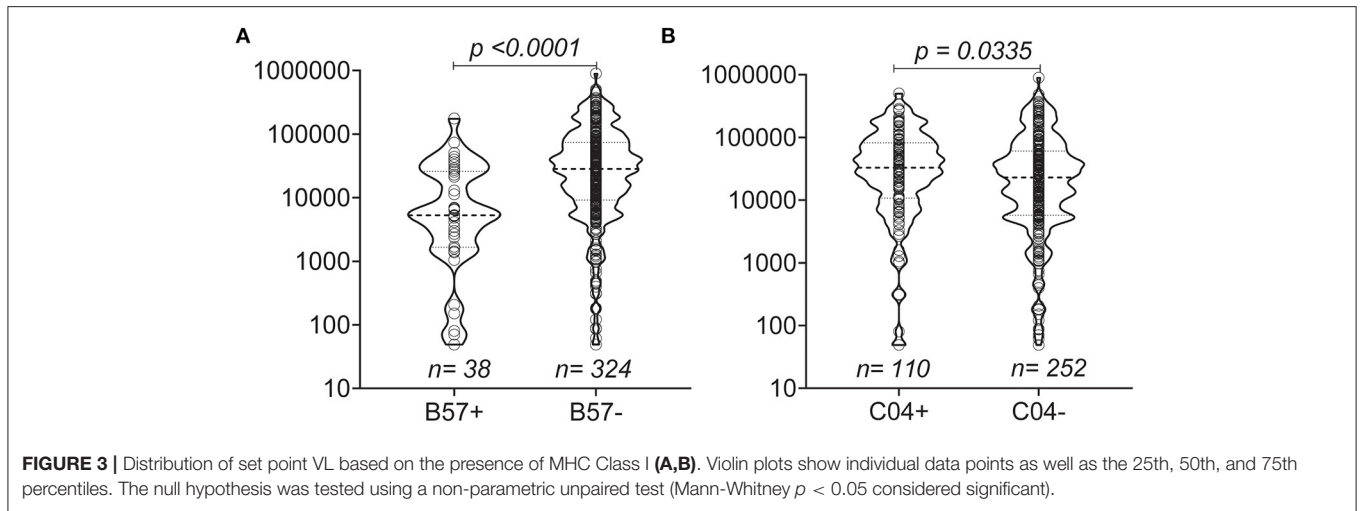 A
p <0.0001
1000000
100000
10000
1000
100
10
n= 38
n= 324
B57+
B57-
B
p = 0.0335
1000000
100000
10000
1000
100
10
n= 110
n= 252
C04+
C04-
FIGURE 3 | Distribution of set point VL based on the presence of MHC Class I (A,B). Violin plots show individual data points as well as the 25th, 50th, and 75th
percentiles. The null hypothesis was tested using a non-parametric unpaired test (Mann-Whitney p < 0.05 considered significant).